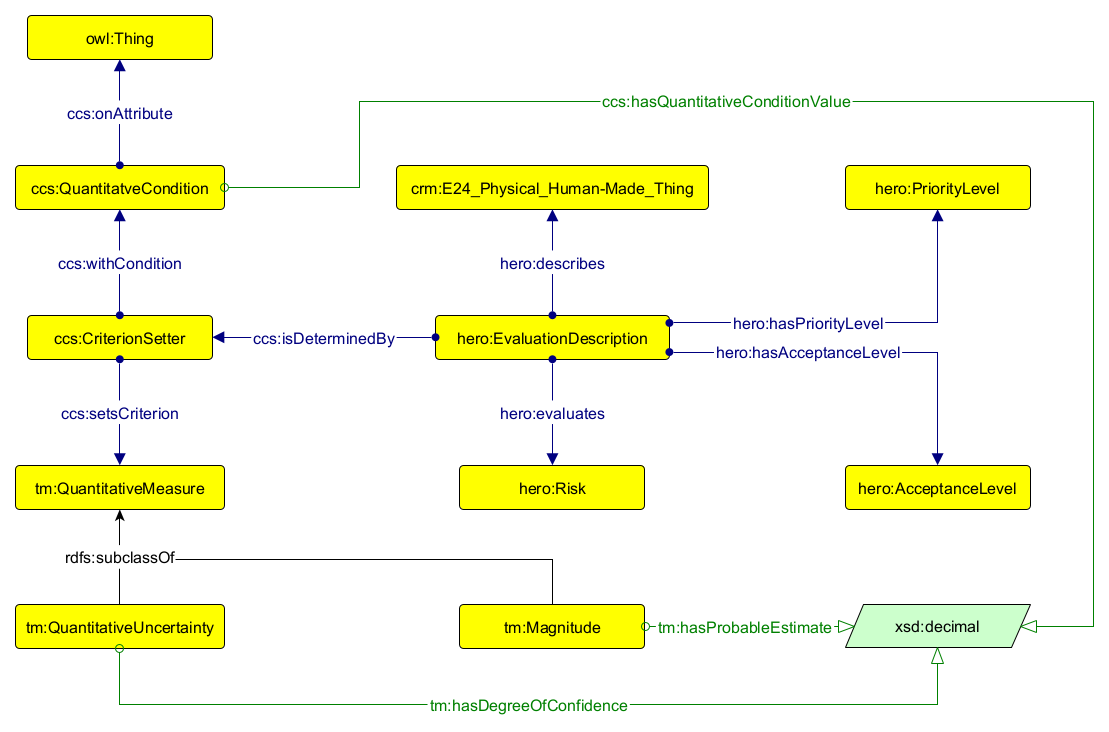 owl:Thing
ccs:hasQuantitativeConditionValue
ccs:onAttribute
ccs:QuantitatveCondition
crm:E24_Physical_Human-Made_Thing
hero:PriorityLevel
ccs:withCondition
hero:describes
hero:hasPriorityLevel
ccs:CriterionSetter
ccs:isDeterminedBy
hero:EvaluationDescription
hero:hasAcceptanceLevel
ccs:setsCriterion
hero:evaluates
tm:QuantitativeMeasure
hero:Risk
hero:AcceptanceLevel
rdfs:subclassOf
tm:QuantitativeUncertainty
tm:Magnitude
tm:hasProbableEstimate
xsd:decimal
tm:hasDegreeOfConfidence